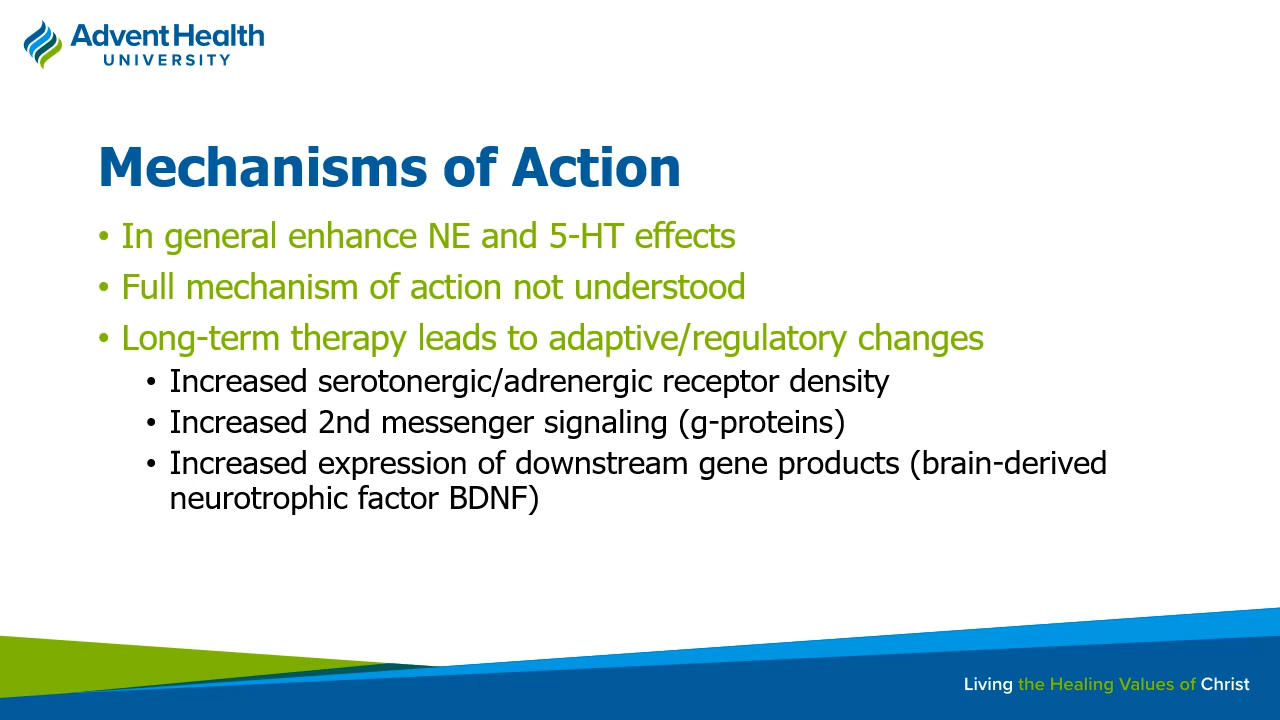 AdventHealth
UNIVERSITY
Mechanisms of Action
• In general enhance NE and 5-HT effects
• Full mechanism of action not understood
• Long-term therapy leads to adaptive/regulatory changes
• Increased serotonergic/adrenergic receptor density
• Increased 2nd messenger signaling (g-proteins)
• Increased expression of downstream gene products (brain-derived
neurotrophic factor BDNF)
Living the Healing Values of Christ